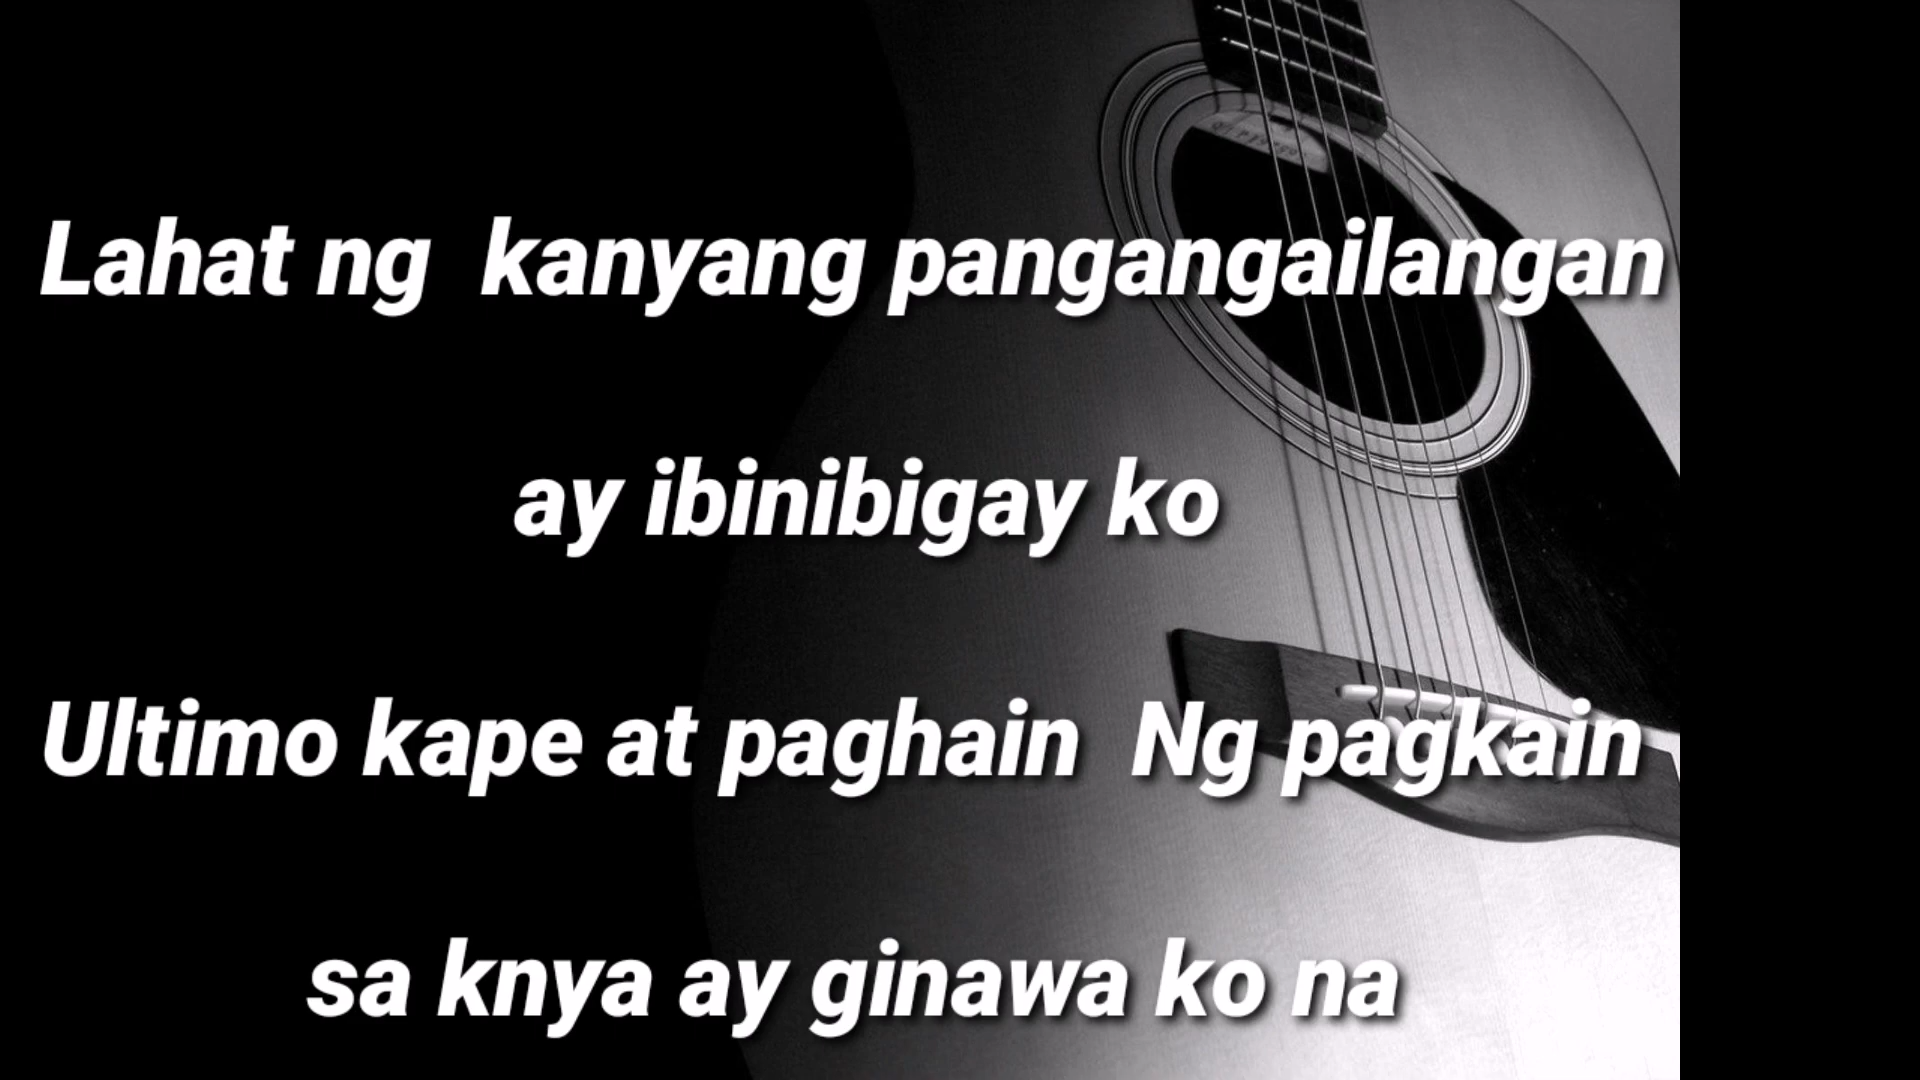 Lahat ng kanyang pangangailangan
ay ibinibigay ko
Ultimo kape at paghain Ng pagkain
sa knya ay ginawa ko na